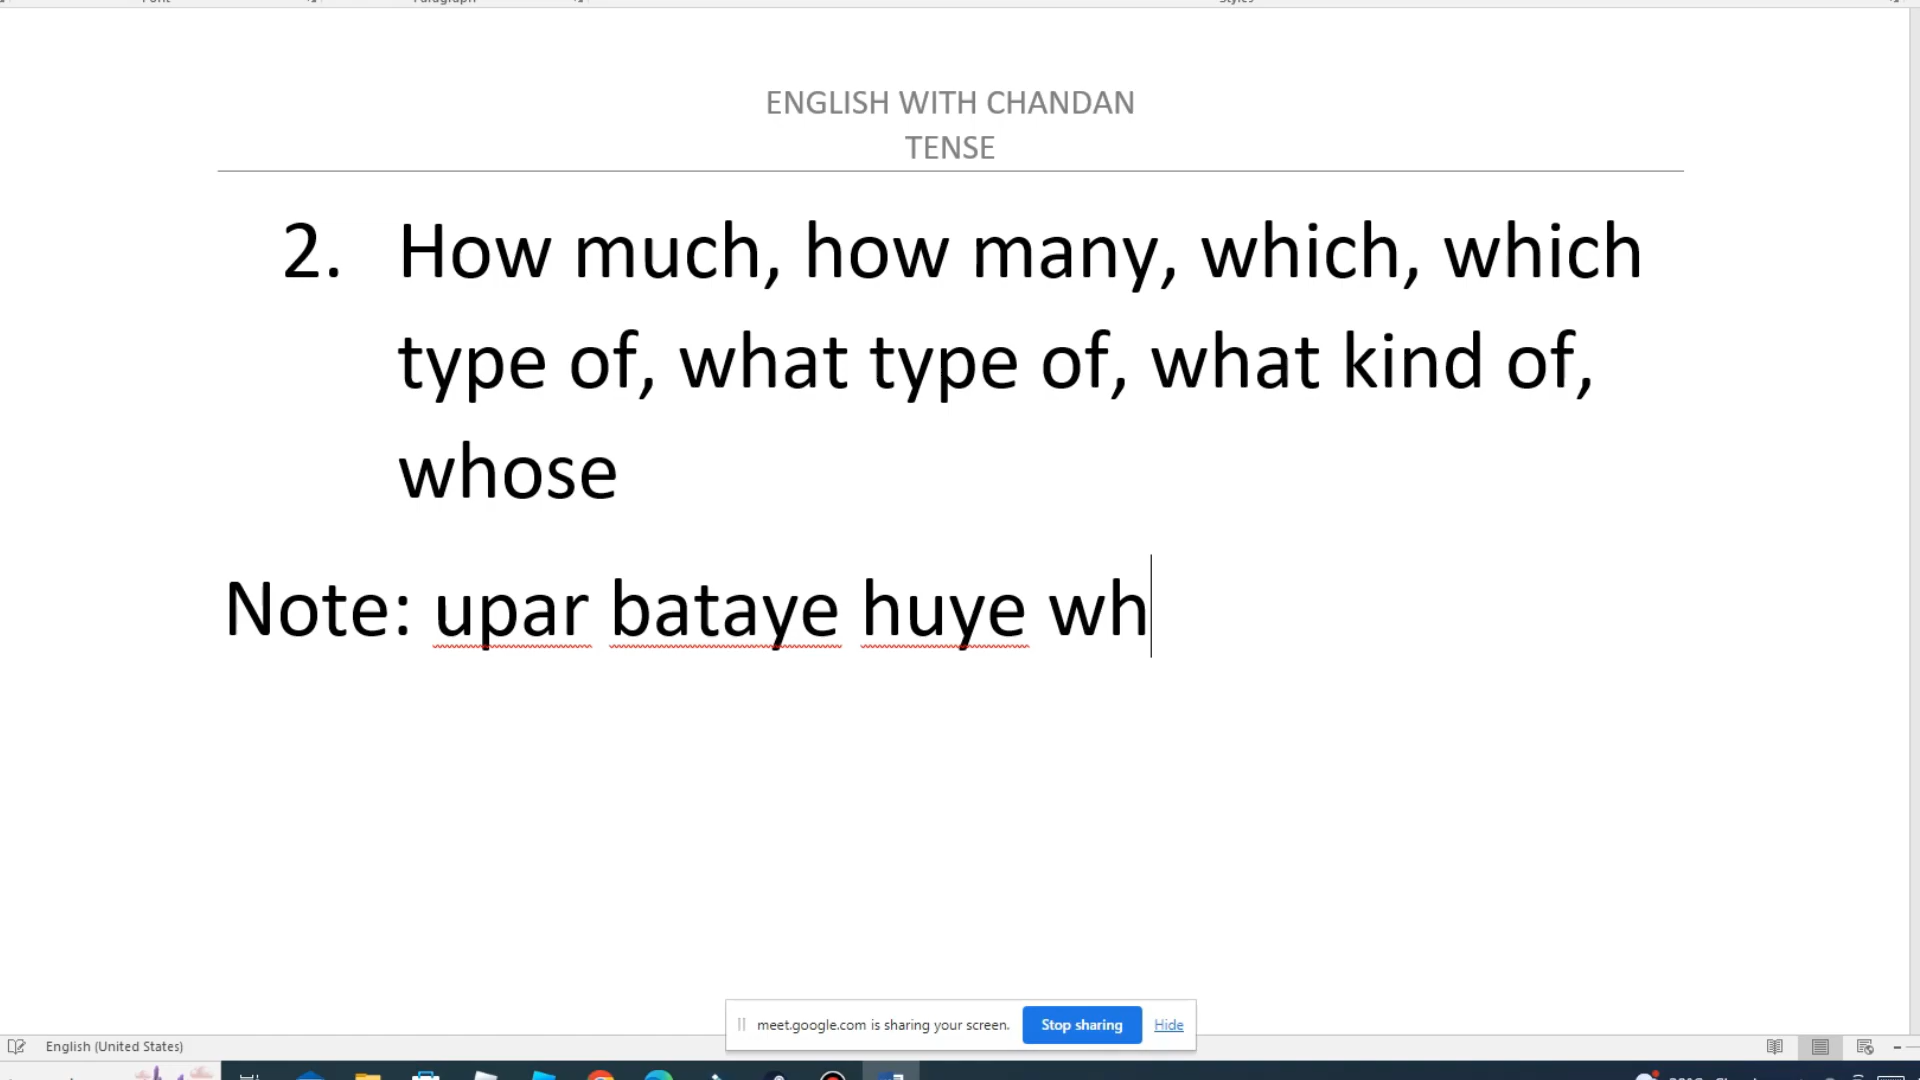 ENGLISH WITH CHANDAN
TENSE
2. How much, how many, which, which
type of, what type of, what kind of,
whose
Note: upar bataye huye wh
meet.google.com is sharing your screen. Stop sharing Hide
English (United States)